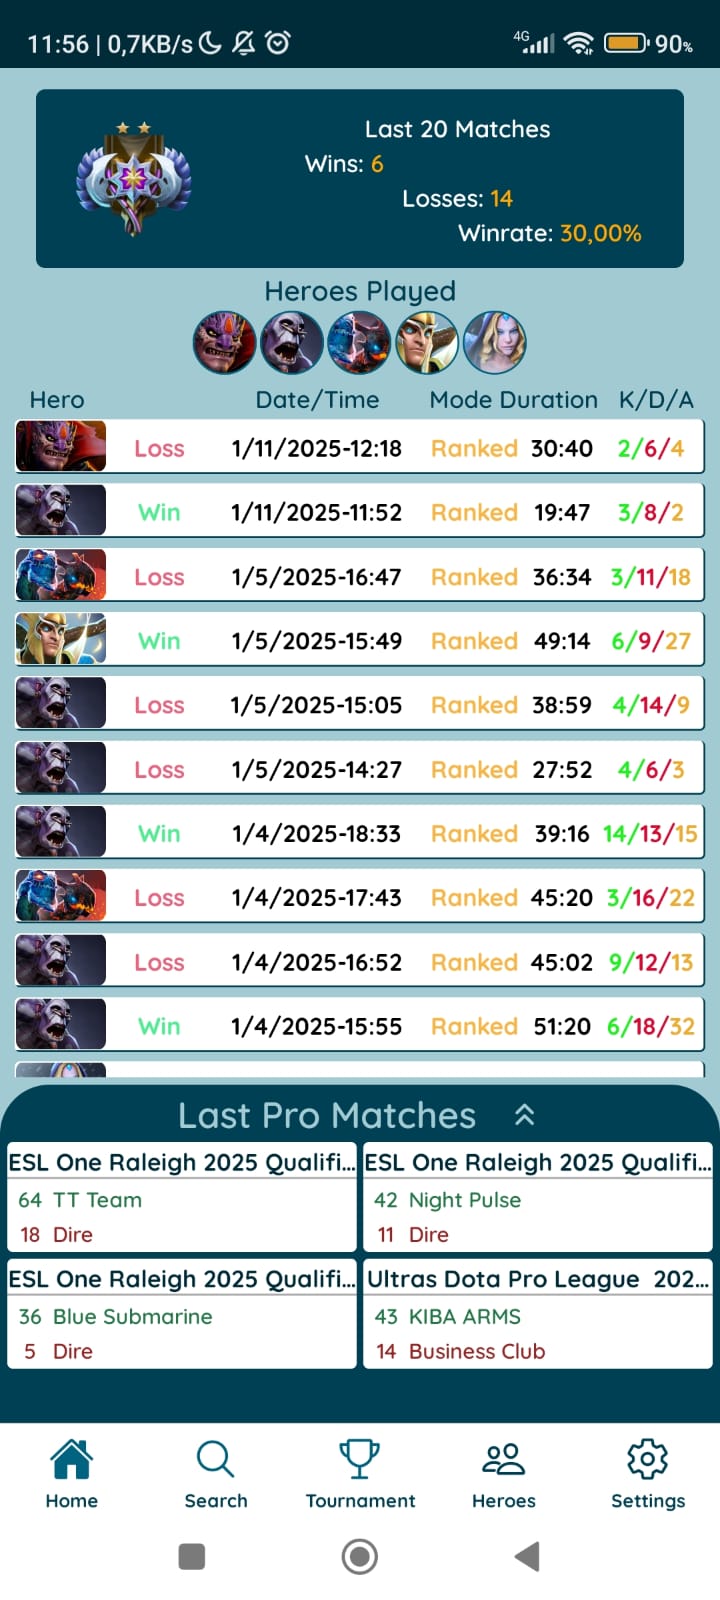 11:56 | 0,7KB/s 4G 90%
Last 20 Matches
Wins: 6
Losses: 14
Winrate: 30,00%
Heroes Played
Hero Date/Time Mode Duration K/D/A
Loss 1/11/2025-12:18 Ranked 30:40 2/6/4
Win 1/11/2025-11:52 Ranked 19:47 3/8/2
Loss 1/5/2025-16:47 Ranked 36:34 3/11/18
Win 1/5/2025-15:49 Ranked 49:14 6/9/27
Loss 1/5/2025-15:05 Ranked 38:59 4/14/9
Loss 1/5/2025-14:27 Ranked 27:52 4/6/3
Win 1/4/2025-18:33 Ranked 39:16 14/13/15
Loss 1/4/2025-17:43 Ranked 45:20 3/16/22
Loss 1/4/2025-16:52 Ranked 45:02 9/12/13
Win 1/4/2025-15:55 Ranked 51:20 6/18/32
Last Pro Matches
ESL One Raleigh 2025 Qualifi...
64 TT Team
18 Dire
ESL One Raleigh 2025 Qualifi...
42 Night Pulse
11 Dire
ESL One Raleigh 2025 Qualifi...
36 Blue Submarine
5 Dire
Ultras Dota Pro League 202...
43 KIBA ARMS
14 Business Club
Home Search Tournament Heroes Settings